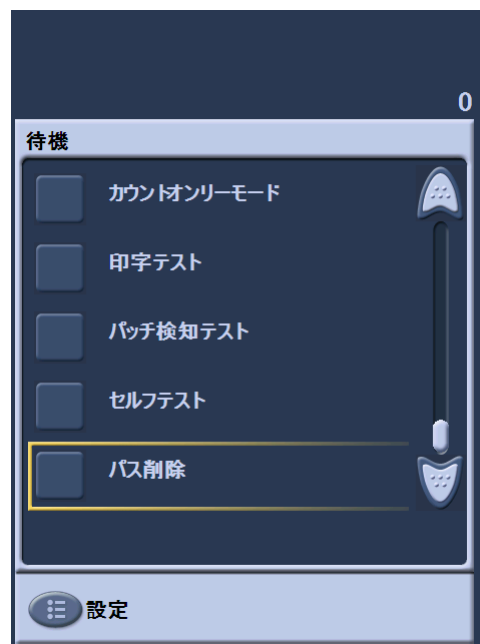 0
待機
カウントオンリーモード
印字テスト
パッチ検知テスト
セルフテスト
パス削除
設定